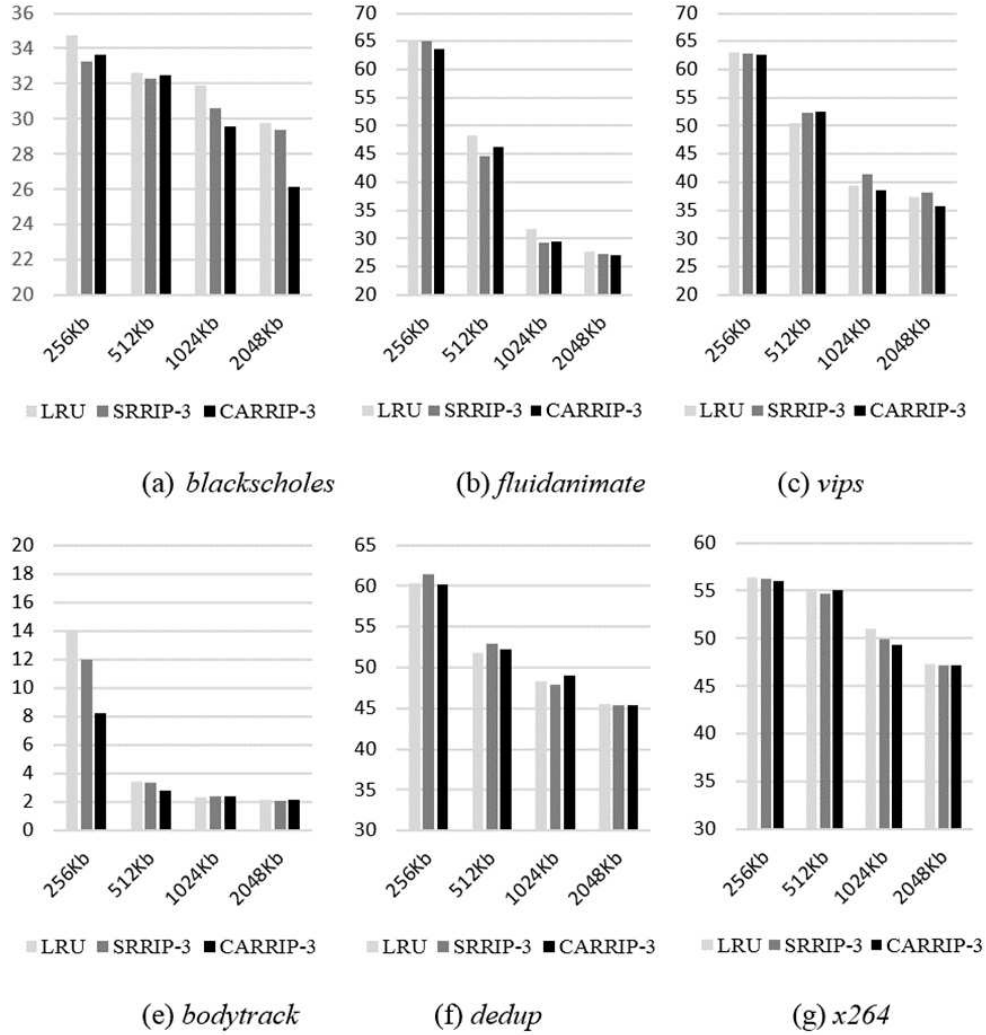 36
34
32
30
28
26
24
22
20
256Kb
512Kb
1024Kb
2048Kb
LRU SRRIP-3 CARRIP-3
(a) blackscholes
70
65
60
55
50
45
40
35
30
25
20
256Kb
512Kb
1024Kb
2048Kb
LRU SRRIP-3 CARRIP-3
(b) fluidanimate
70
65
60
55
50
45
40
35
30
25
20
256Kb
512Kb
1024Kb
2048Kb
LRU SRRIP-3 CARRIP-3
(c) vips
20
18
16
14
12
10
8
6
4
2
0
256Kb
512Kb
1024Kb
2048Kb
LRU SRRIP-3 CARRIP-3
(e) bodytrack
65
60
55
50
45
40
35
30
256Kb
512Kb
1024Kb
2048Kb
LRU SRRIP-3 CARRIP-3
(f) dedup
60
55
50
45
40
35
30
256Kb
512Kb
1024Kb
2048Kb
LRU SRRIP-3 CARRIP-3
(g) x264